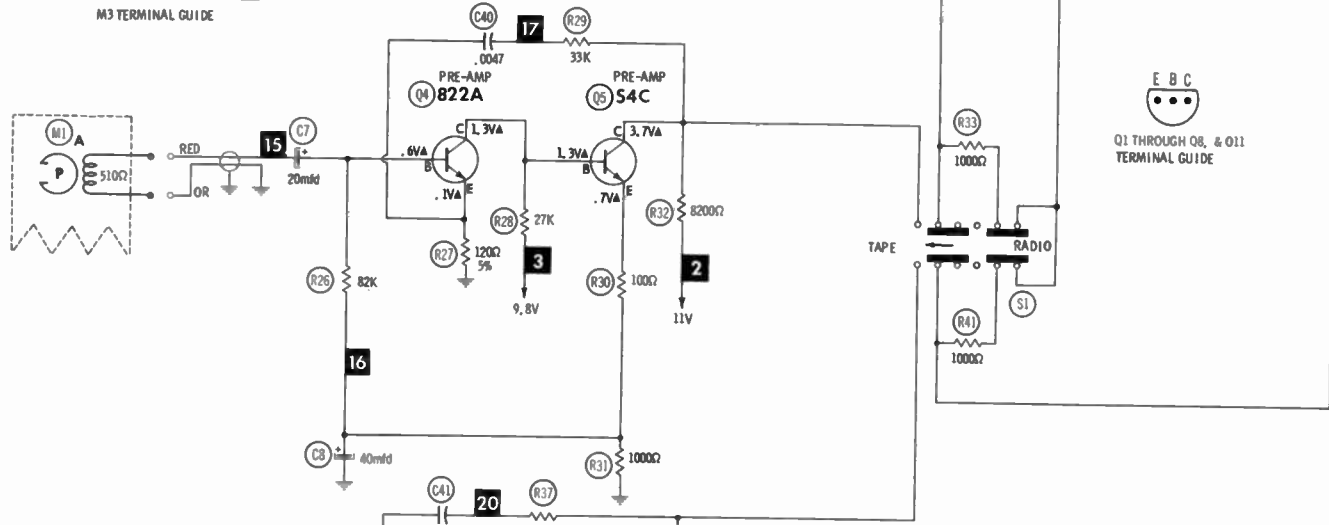 M3 TERMINAL GUIDE
C40
17
R29
.0047
33K
PRE-AMP
Q4 822A
PRE-AMP
Q5 S4C
E B C
Q1 THROUGH Q8, & Q11
TERMINAL GUIDE
M1 A
P
510Ω
RED
OR
15
C7
+
20mfd
C 1.3V▲
.6V▲
B
E
.1V▲
C 3.7V▲
1.3V▲
B
E
.7V▲
R33
1000Ω
R28
27K
R32
8200Ω
R27
120Ω
5%
3
9.8V
R26
82K
R30
100Ω
2
11V
TAPE
RADIO
S1
R41
1000Ω
16
C8
+
40mfd
R31
1000Ω
C41
20
R37